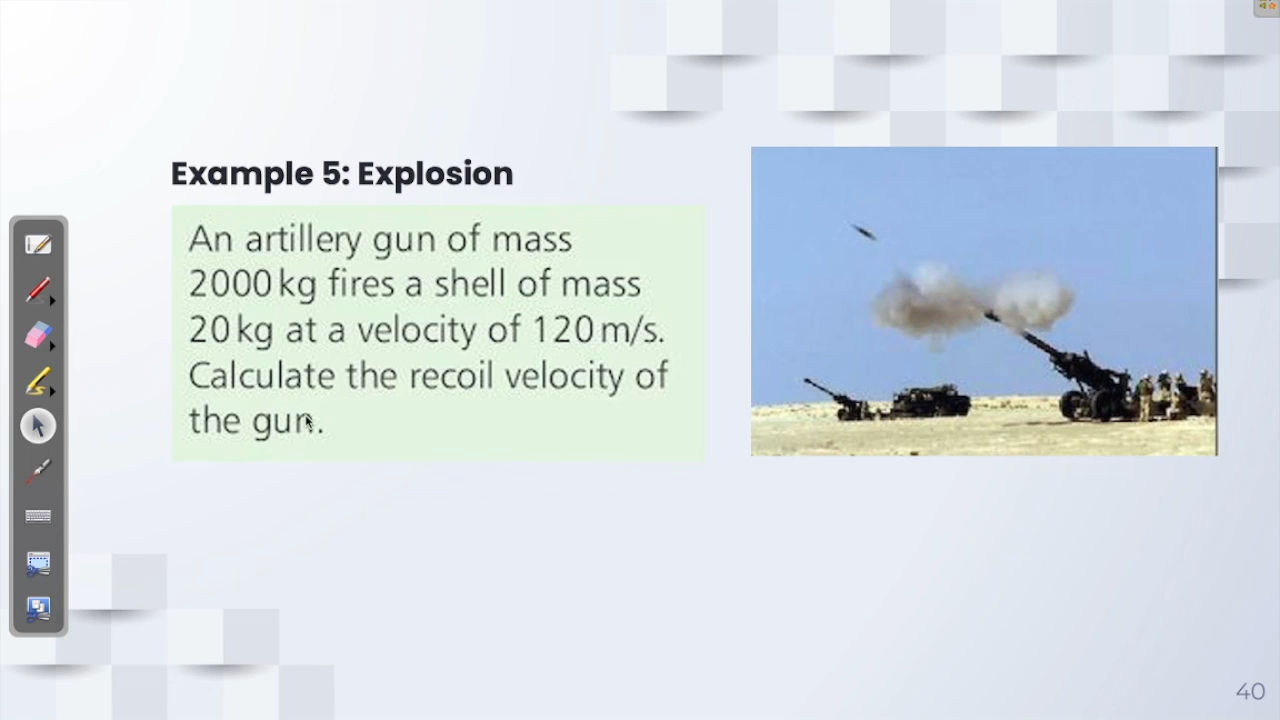 Example 5: Explosion
An artillery gun of mass
2000 kg fires a shell of mass
20 kg at a velocity of 120 m/s.
Calculate the recoil velocity of
the gun.
40